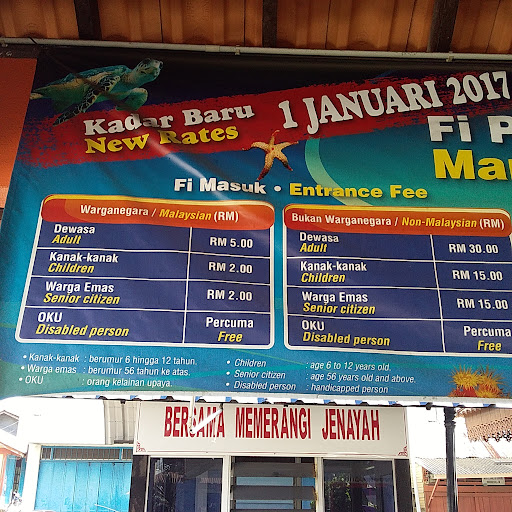 Kadar Baru
New Rates
1 JANUARI 2017
Fi Masuk • Entrance Fee
Warganegara / Malaysian (RM)
Dewasa
Adult
RM 5.00
Kanak-kanak
Children
RM 2.00
Warga Emas
Senior citizen
RM 2.00
OKU
Disabled person
Percuma
Free
Bukan Warganegara / Non-Malaysian (RM)
Dewasa
Adult
RM 30.00
Kanak-kanak
Children
RM 15.00
Warga Emas
Senior citizen
RM 15.00
OKU
Disabled person
Percuma
Free
• Kanak-kanak : berumur 6 hingga 12 tahun.
• Warga emas : berumur 56 tahun ke atas.
• OKU : orang kelainan upaya.
• Children : age 6 to 12 years old.
• Senior citizen : age 56 years old and above.
• Disabled person : handicapped person
Fi
BERSAMA MEMERANGI JENAYAH